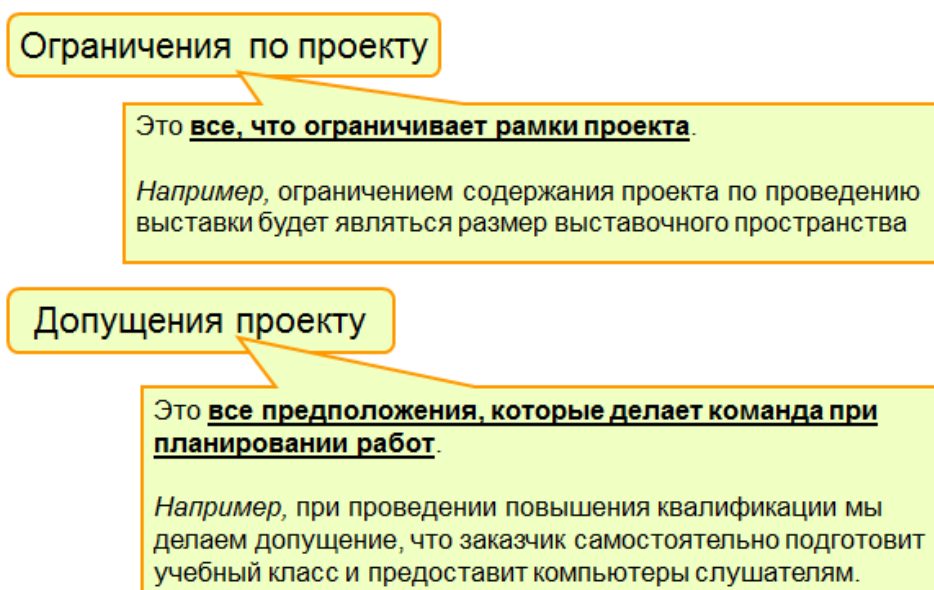 Ограничения по проекту
Это все, что ограничивает рамки проекта.
Например, ограничением содержания проекта по проведению
выставки будет являться размер выставочного пространства
Допущения проекту
Это все предположения, которые делает команда при
планировании работ.
Например, при проведении повышения квалификации мы
делаем допущение, что заказчик самостоятельно подготовит
учебный класс и предоставит компьютеры слушателям.